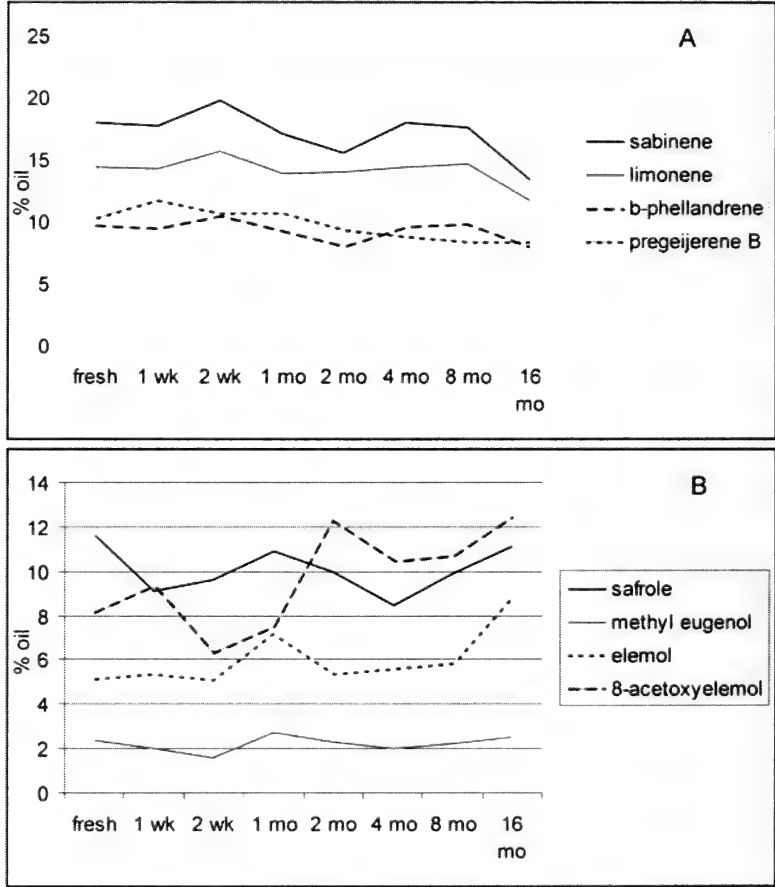 A
25
20
15
10
5
0
% oil
fresh 1 wk 2 wk 1 mo 2 mo 4 mo 8 mo 16
mo
sabinene
limonene
b-phellandrene
pregeijerene B
B
14
12
10
8
6
4
2
0
% oil
fresh 1 wk 2 wk 1 mo 2 mo 4 mo 8 mo 16
mo
safrole
methyl eugenol
elemol
8-acetoxyelemol